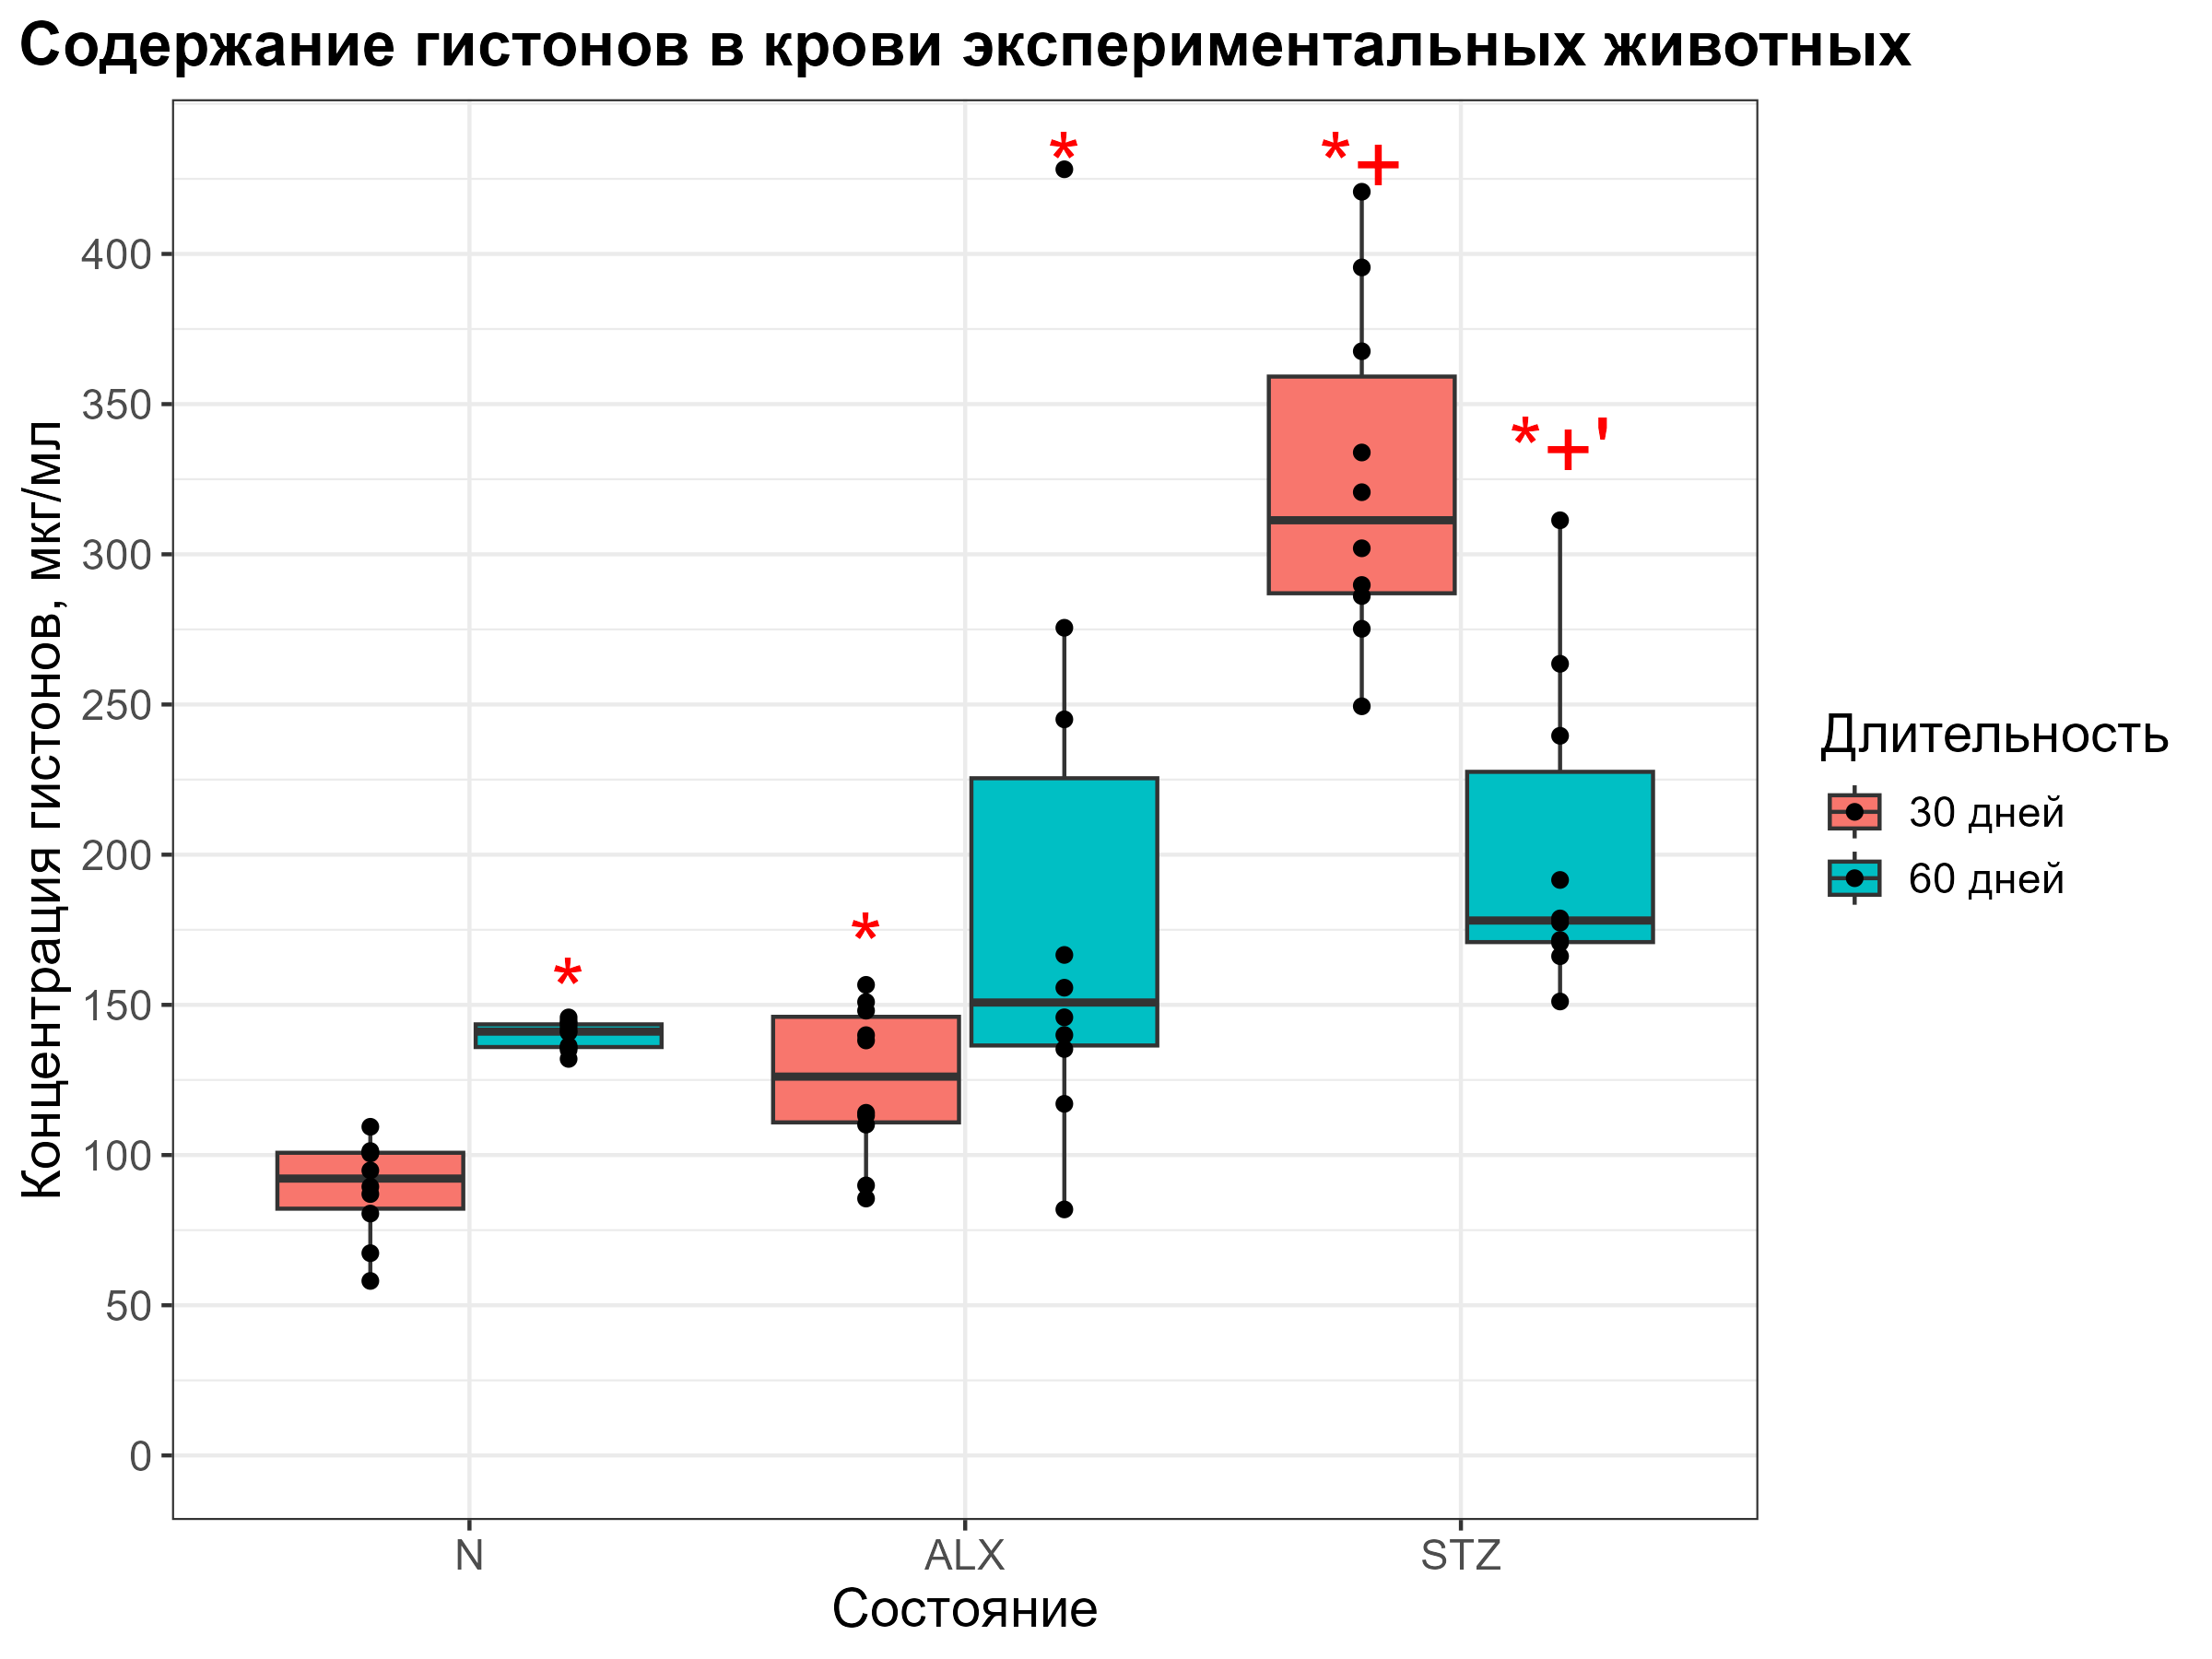 Содержание гистонов в крови экспериментальных животных
Концентрация гистонов, мкг/мл
400
350
300
250
200
150
100
50
0
*
*
*
*+
*+'
N
ALX
STZ
Состояние
Длительность
30 дней
60 дней